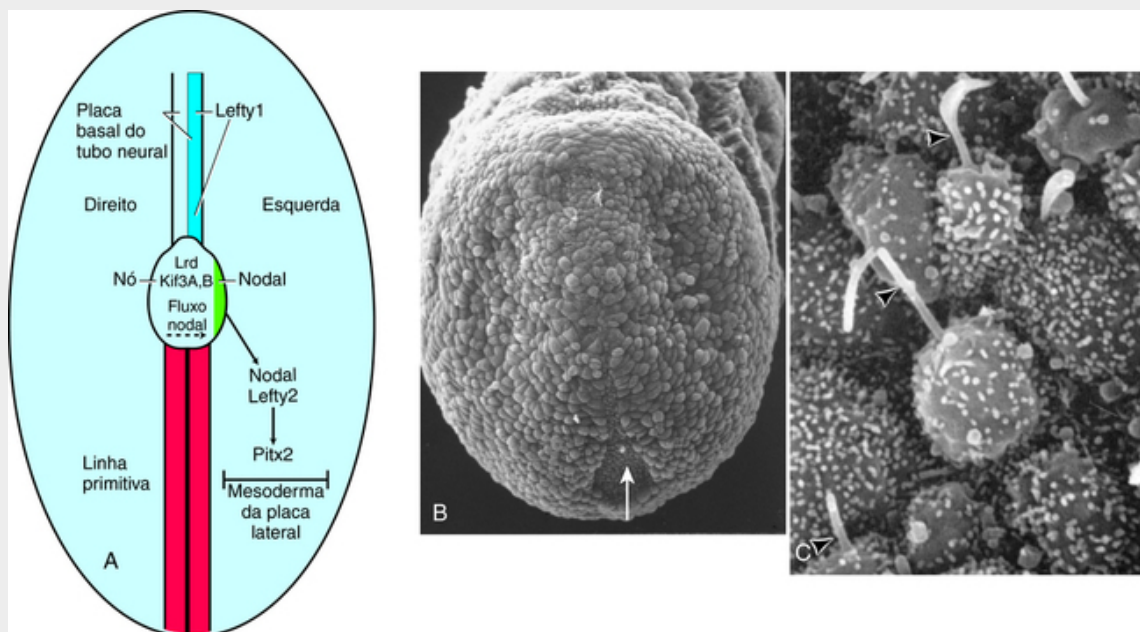 Placa
basal do
tubo neural
Lefty1
Direito
Esquerda
Nó
Lrd
Kif3A,B
Nodal
Fluxo
nodal
Nodal
Lefty2
Pitx2
Linha
primitiva
Mesoderma
da placa
lateral
A
B
C